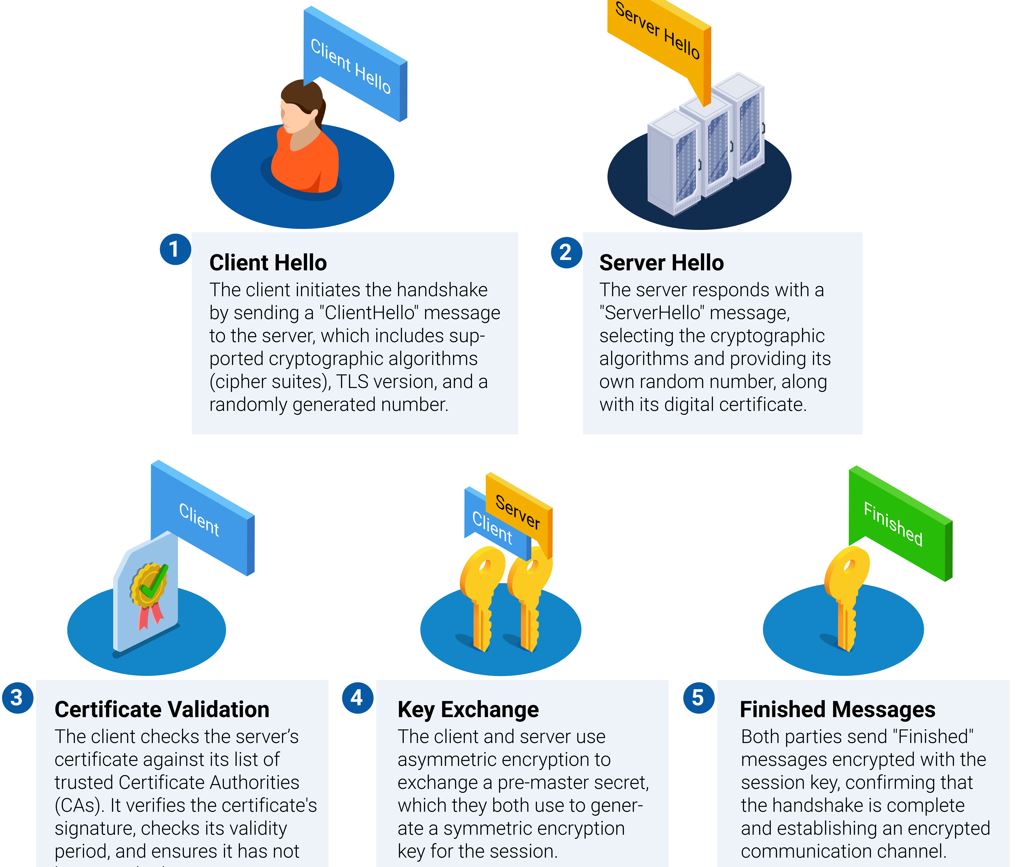 Client Hello
Server Hello
1
Client Hello
The client initiates the handshake
by sending a "ClientHello" message
to the server, which includes sup-
ported cryptographic algorithms
(cipher suites), TLS version, and a
randomly generated number.
2
Server Hello
The server responds with a
"ServerHello" message,
selecting the cryptographic
algorithms and providing its
own random number, along
with its digital certificate.
Client
Server
Client
Finished
3
Certificate Validation
The client checks the server’s
certificate against its list of
trusted Certificate Authorities
(CAs). It verifies the certificate's
signature, checks its validity
period, and ensures it has not
4
Key Exchange
The client and server use
asymmetric encryption to
exchange a pre-master secret,
which they both use to gener-
ate a symmetric encryption
key for the session.
5
Finished Messages
Both parties send "Finished"
messages encrypted with the
session key, confirming that
the handshake is complete
and establishing an encrypted
communication channel.